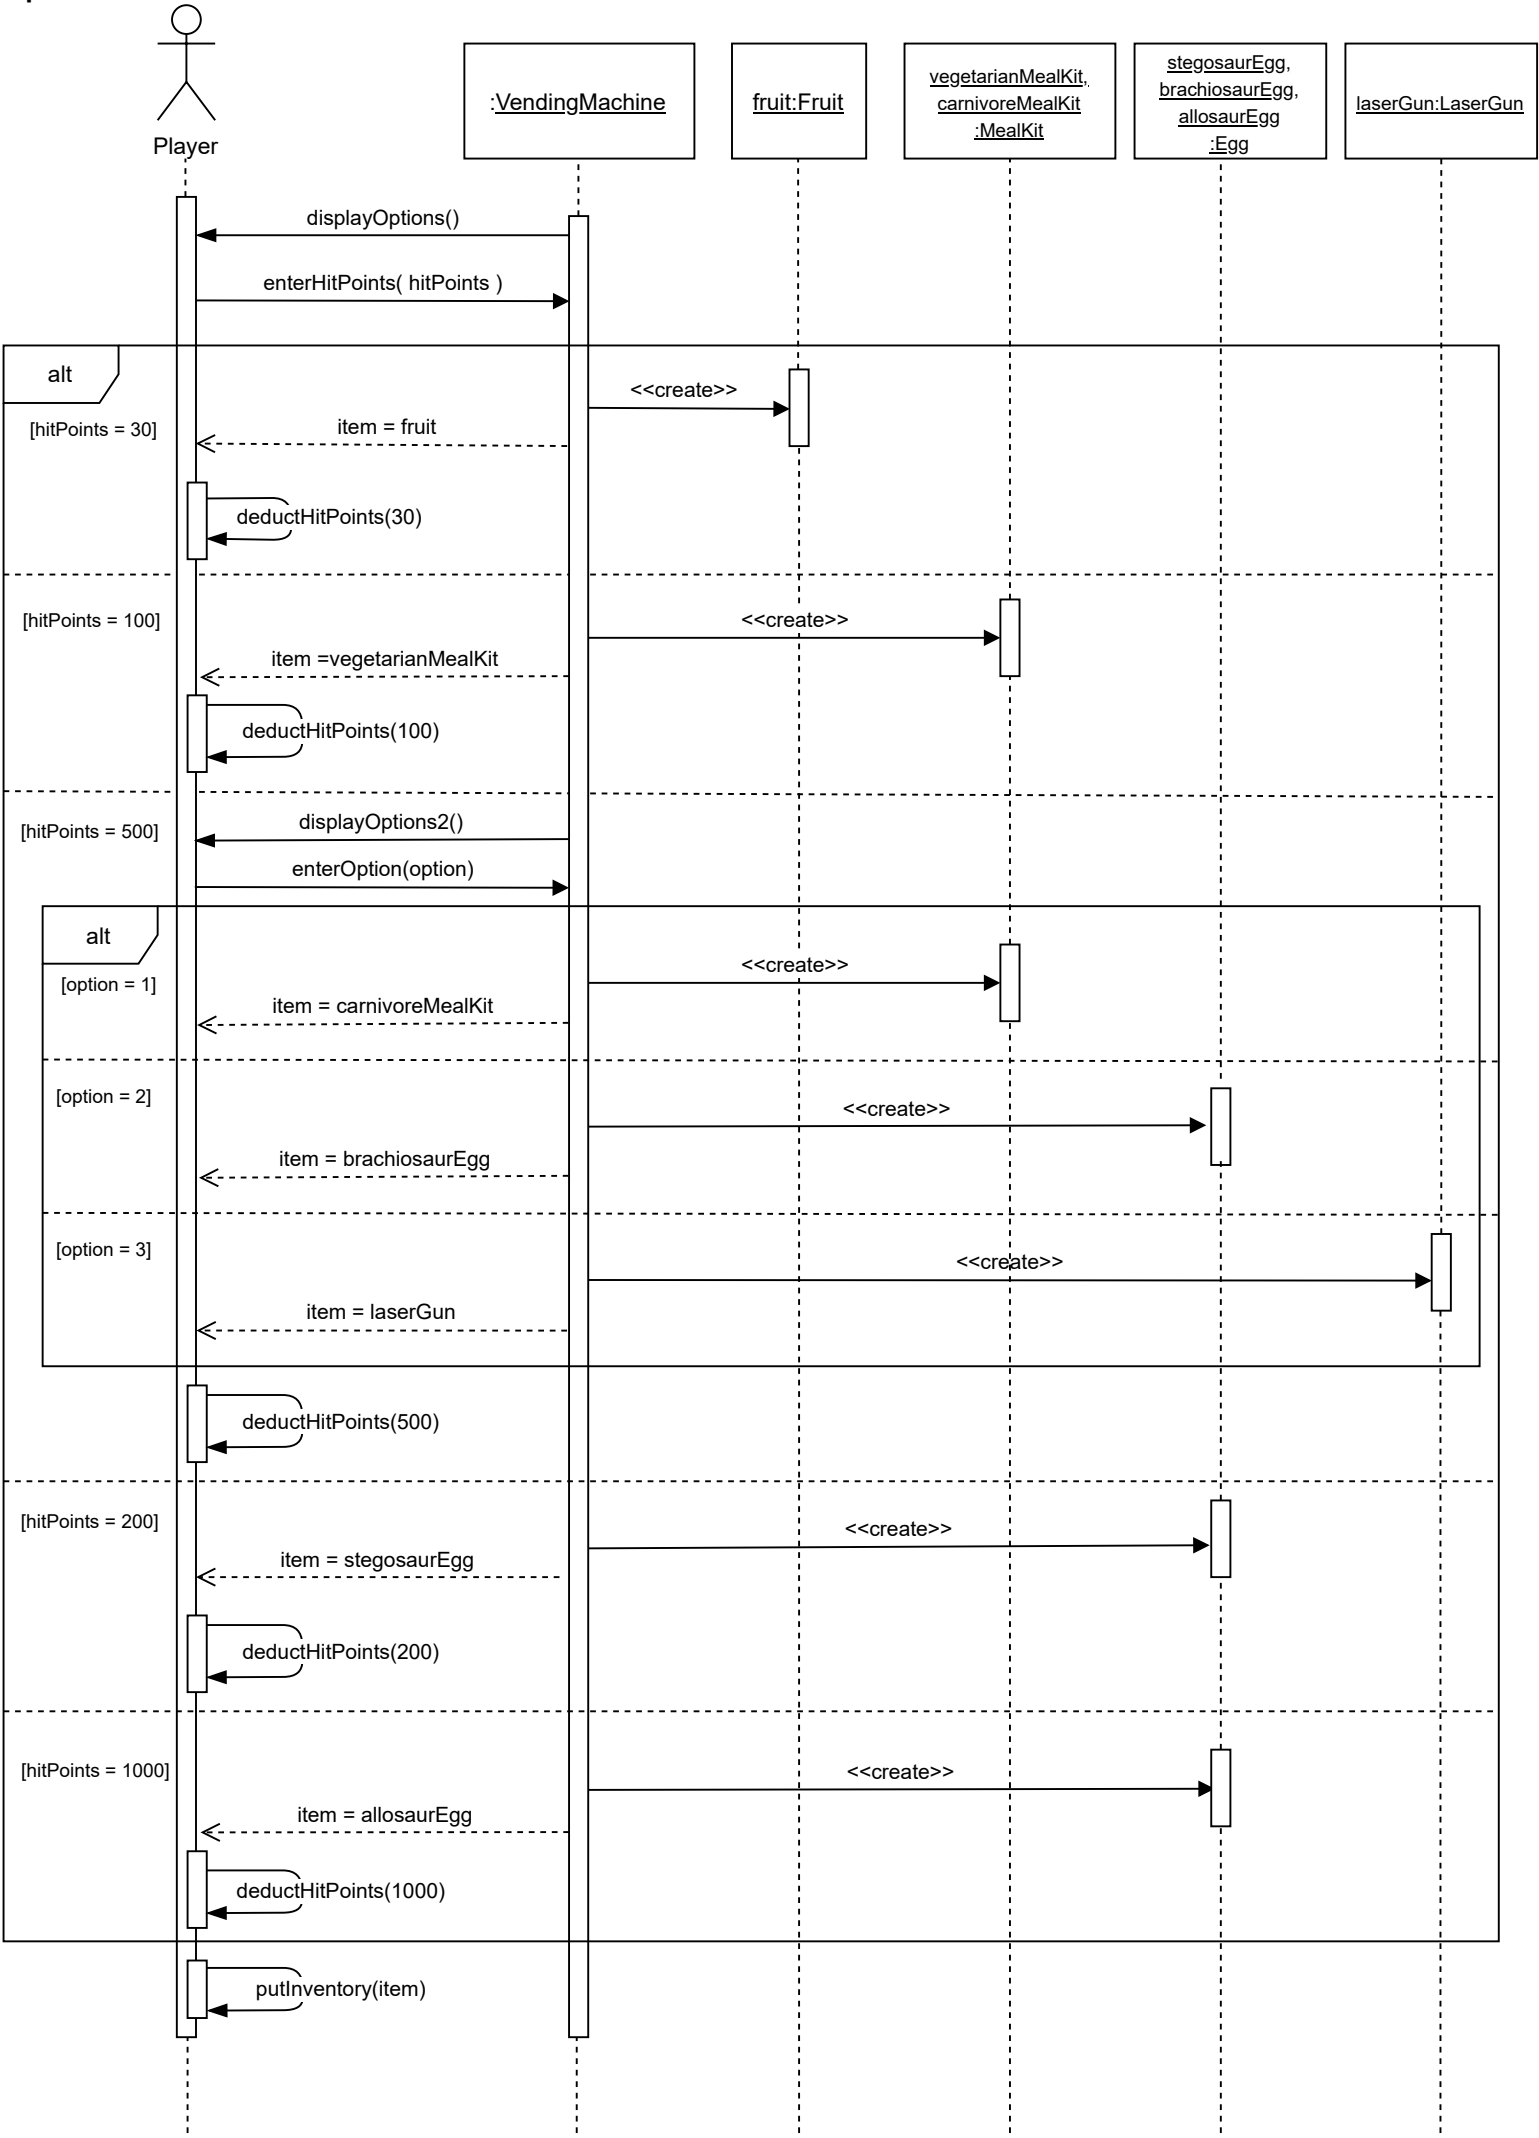 Player
:VendingMachine
fruit:Fruit
vegetarianMealKit,
carnivoreMealKit
:MealKit
stegosaurEgg,
brachiosaurEgg,
allosaurEgg
:Egg
laserGun:LaserGun
displayOptions()
enterHitPoints( hitPoints )
alt
<<create>>
[hitPoints = 30]
item = fruit
deductHitPoints(30)
[hitPoints = 100]
<<create>>
item =vegetarianMealKit
deductHitPoints(100)
[hitPoints = 500]
displayOptions2()
enterOption(option)
alt
<<create>>
[option = 1]
item = carnivoreMealKit
[option = 2]
<<create>>
item = brachiosaurEgg
[option = 3]
<<create>>
item = laserGun
deductHitPoints(500)
[hitPoints = 200]
<<create>>
item = stegosaurEgg
deductHitPoints(200)
[hitPoints = 1000]
<<create>>
item = allosaurEgg
deductHitPoints(1000)
putInventory(item)